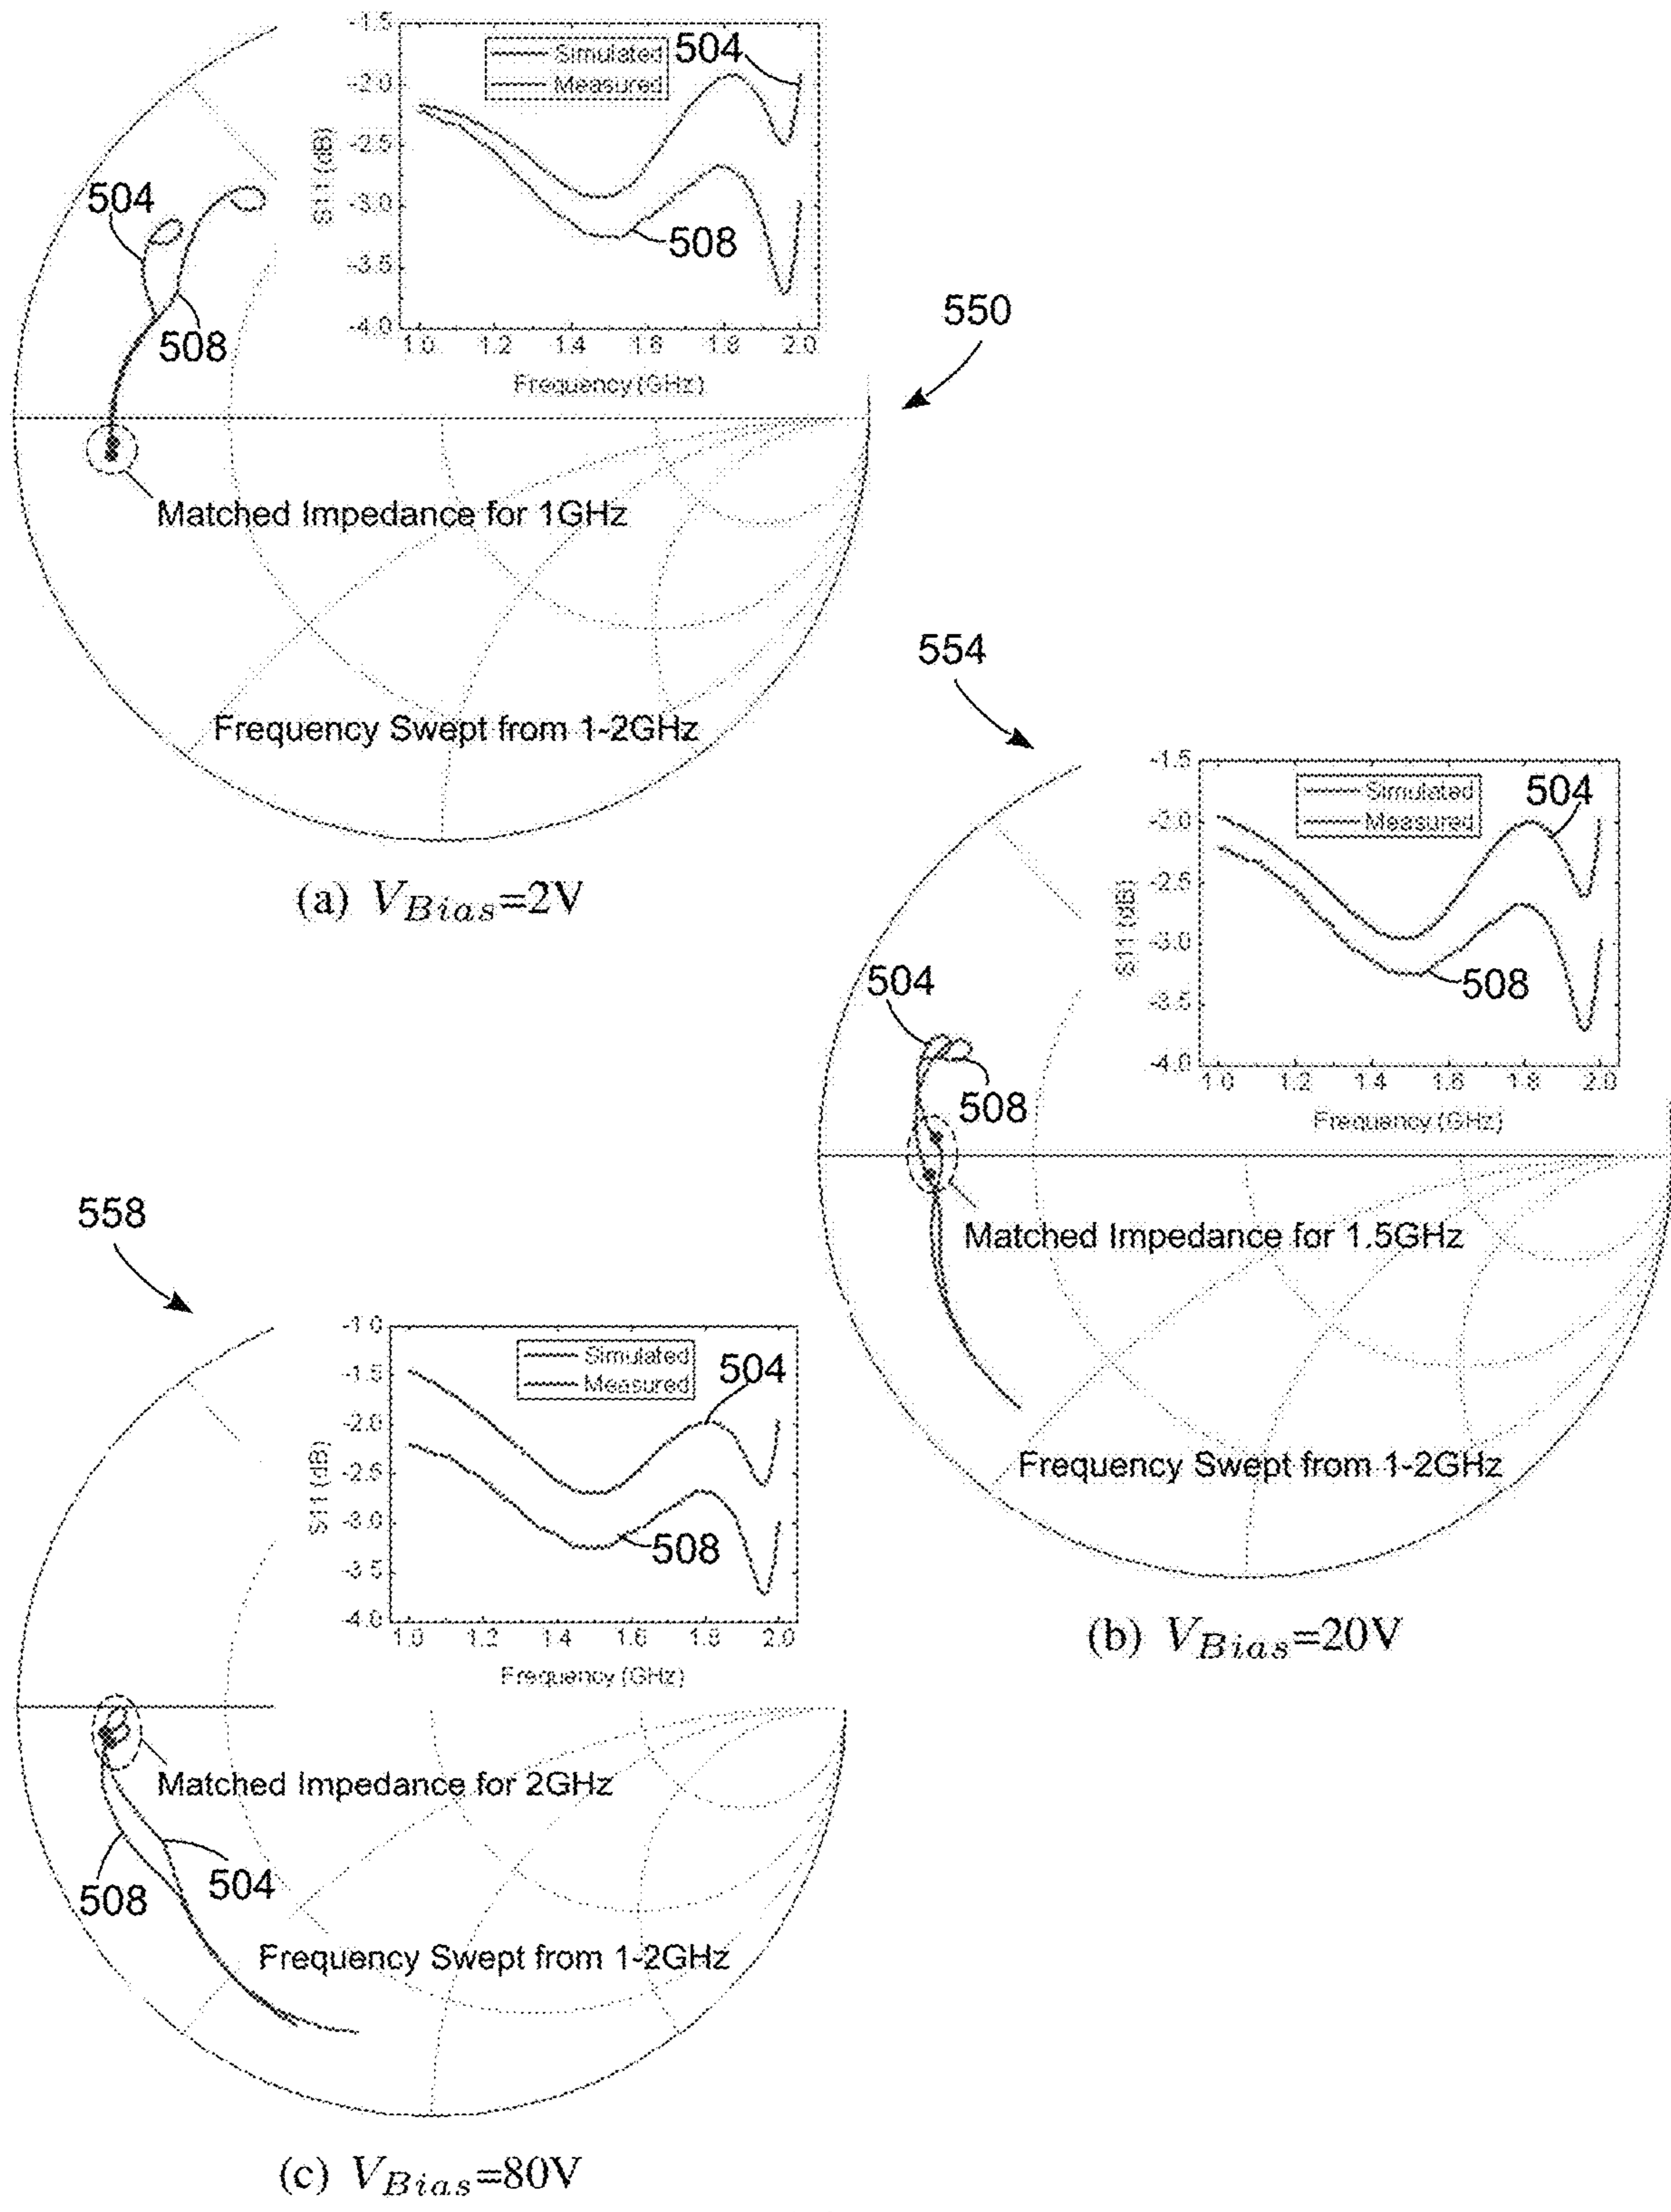 -1.5
-2.0
-2.5
-3.0
-3.5
-4.0
S11 (dB)
Simulated
Measured
504
508
1.0 1.2 1.4 1.6 1.8 2.0
Frequency (GHz)
504
508
550
Matched Impedance for 1GHz
Frequency Swept from 1-2GHz
(a) VBias=2V
554
-1.5
-2.0
-2.5
-3.0
-3.5
-4.0
S11 (dB)
Simulated
Measured
504
508
1.0 1.2 1.4 1.6 1.8 2.0
Frequency (GHz)
504
508
Matched Impedance for 1.5GHz
Frequency Swept from 1-2GHz
(b) VBias=20V
558
-1.0
-1.5
-2.0
-2.5
-3.0
-3.5
-4.0
S11 (dB)
Simulated
Measured
504
508
1.0 1.2 1.4 1.6 1.8 2.0
Frequency (GHz)
Matched Impedance for 2GHz
508
504
Frequency Swept from 1-2GHz
(c) VBias=80V